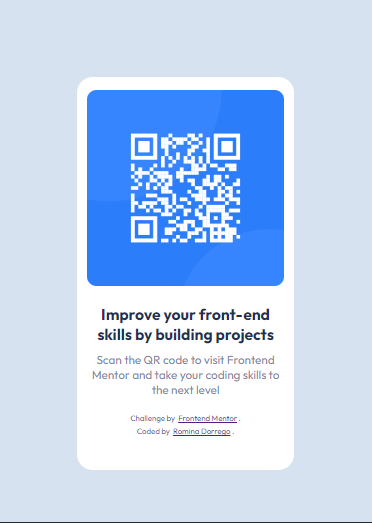 Improve your front-end
skills by building projects
Scan the QR code to visit Frontend
Mentor and take your coding skills to
the next level
Challenge by Frontend Mentor .
Coded by Romina Dorrego .